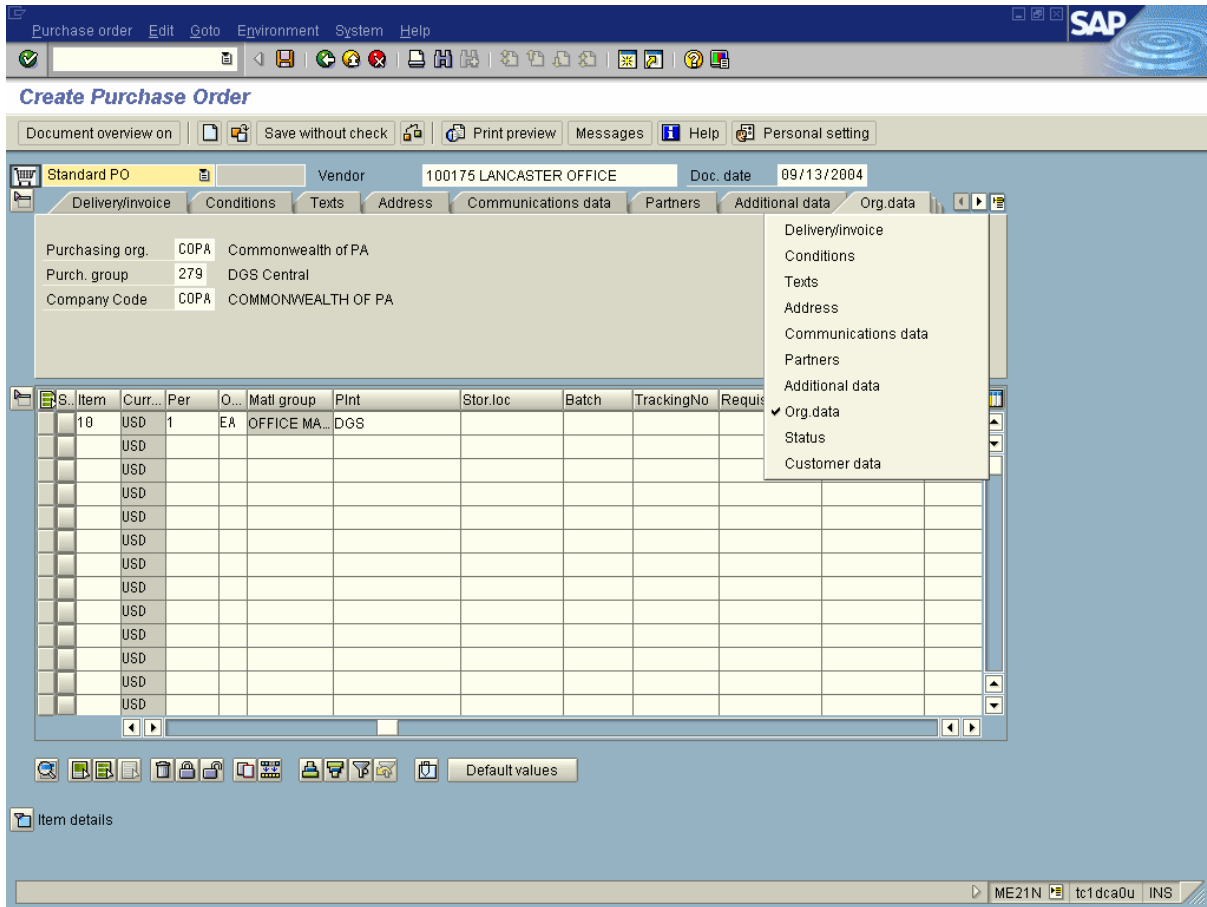 Purchase order Edit Goto Environment System Help
SAP
Create Purchase Order
Document overview on Save without check Print preview Messages Help Personal setting
Standard PO Vendor 100175 LANCASTER OFFICE Doc. date 09/13/2004
Delivery/invoice Conditions Texts Address Communications data Partners Additional data Org.data
Purchasing org. COPA Commonwealth of PA
Purch. group 279 DGS Central
Company Code COPA COMMONWEALTH OF PA
Delivery/invoice
Conditions
Texts
Address
Communications data
Partners
Additional data
Org.data
Status
Customer data
S.. Item Curr... Per O... Matl group Plnt Stor.loc Batch TrackingNo Requis
10 USD 1 EA OFFICE MA... DGS
USD
USD
USD
USD
USD
USD
USD
USD
USD
USD
USD
USD
Default values
Item details
ME21N tc1dca0u INS